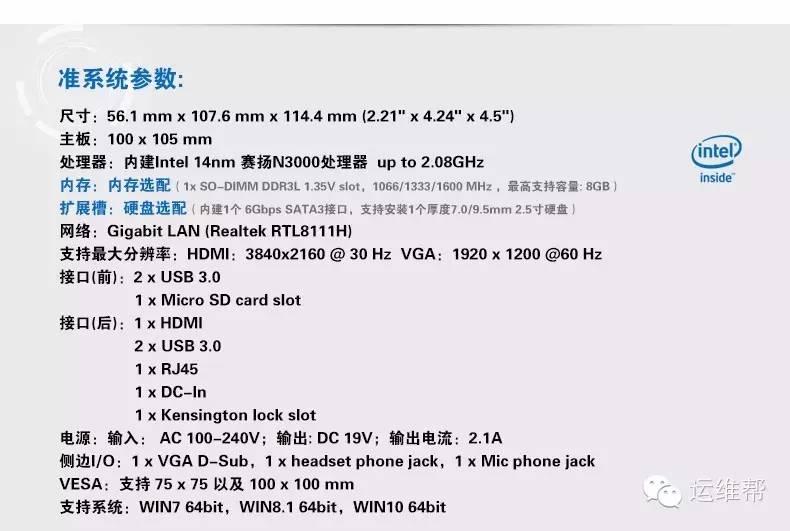 准系统参数:
尺寸: 56.1 mm x 107.6 mm x 114.4 mm (2.21" x 4.24" x 4.5")
主板: 100 x 105 mm
处理器: 内建Intel 14nm 赛扬N3000处理器 up to 2.08GHz
intel inside™
内存: 内存选配 ( 1x SO-DIMM DDR3L 1.35V slot, 1066/1333/1600 MHz , 最高支持容量: 8GB )
扩展槽: 硬盘选配 ( 内建1个 6Gbps SATA3接口, 支持安装1个厚度7.0/9.5mm 2.5寸硬盘 )
网络: Gigabit LAN (Realtek RTL8111H)
支持最大分辨率: HDMI: 3840x2160 @ 30 Hz VGA: 1920 x 1200 @60 Hz
接口(前): 2 x USB 3.0
1 x Micro SD card slot
接口(后): 1 x HDMI
2 x USB 3.0
1 x RJ45
1 x DC-In
1 x Kensington lock slot
电源: 输入: AC 100-240V; 输出: DC 19V; 输出电流: 2.1A
侧边I/O: 1 x VGA D-Sub, 1 x headset phone jack, 1 x Mic phone jack
VESA: 支持 75 x 75 以及 100 x 100 mm
支持系统: WIN7 64bit, WIN8.1 64bit, WIN10 64bit
运维帮